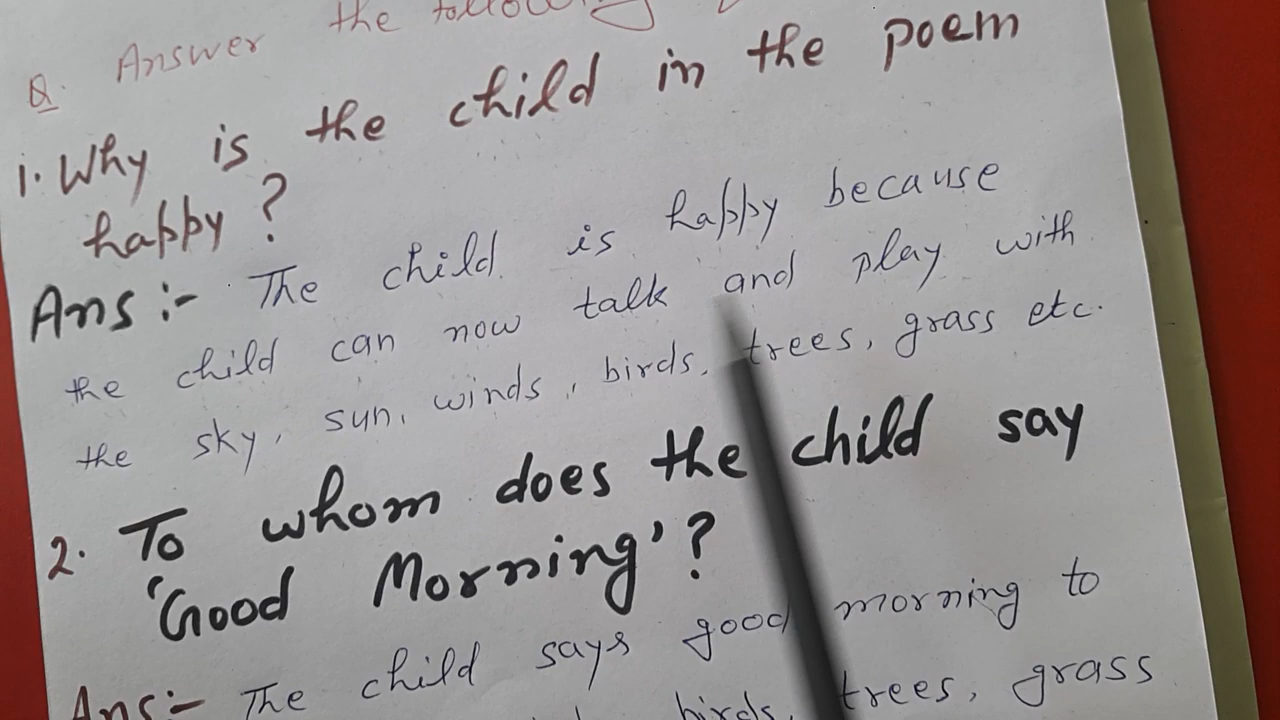 Q. Answer the following
1. Why is the child in the poem
happy ?
Ans :- The child is happy because
the child can now talk and play with
the sky, sun, winds, birds, trees, grass etc.
2. To whom does the child say
'Good Morning' ?
Ans :- The child says good morning to
birds, trees, grass